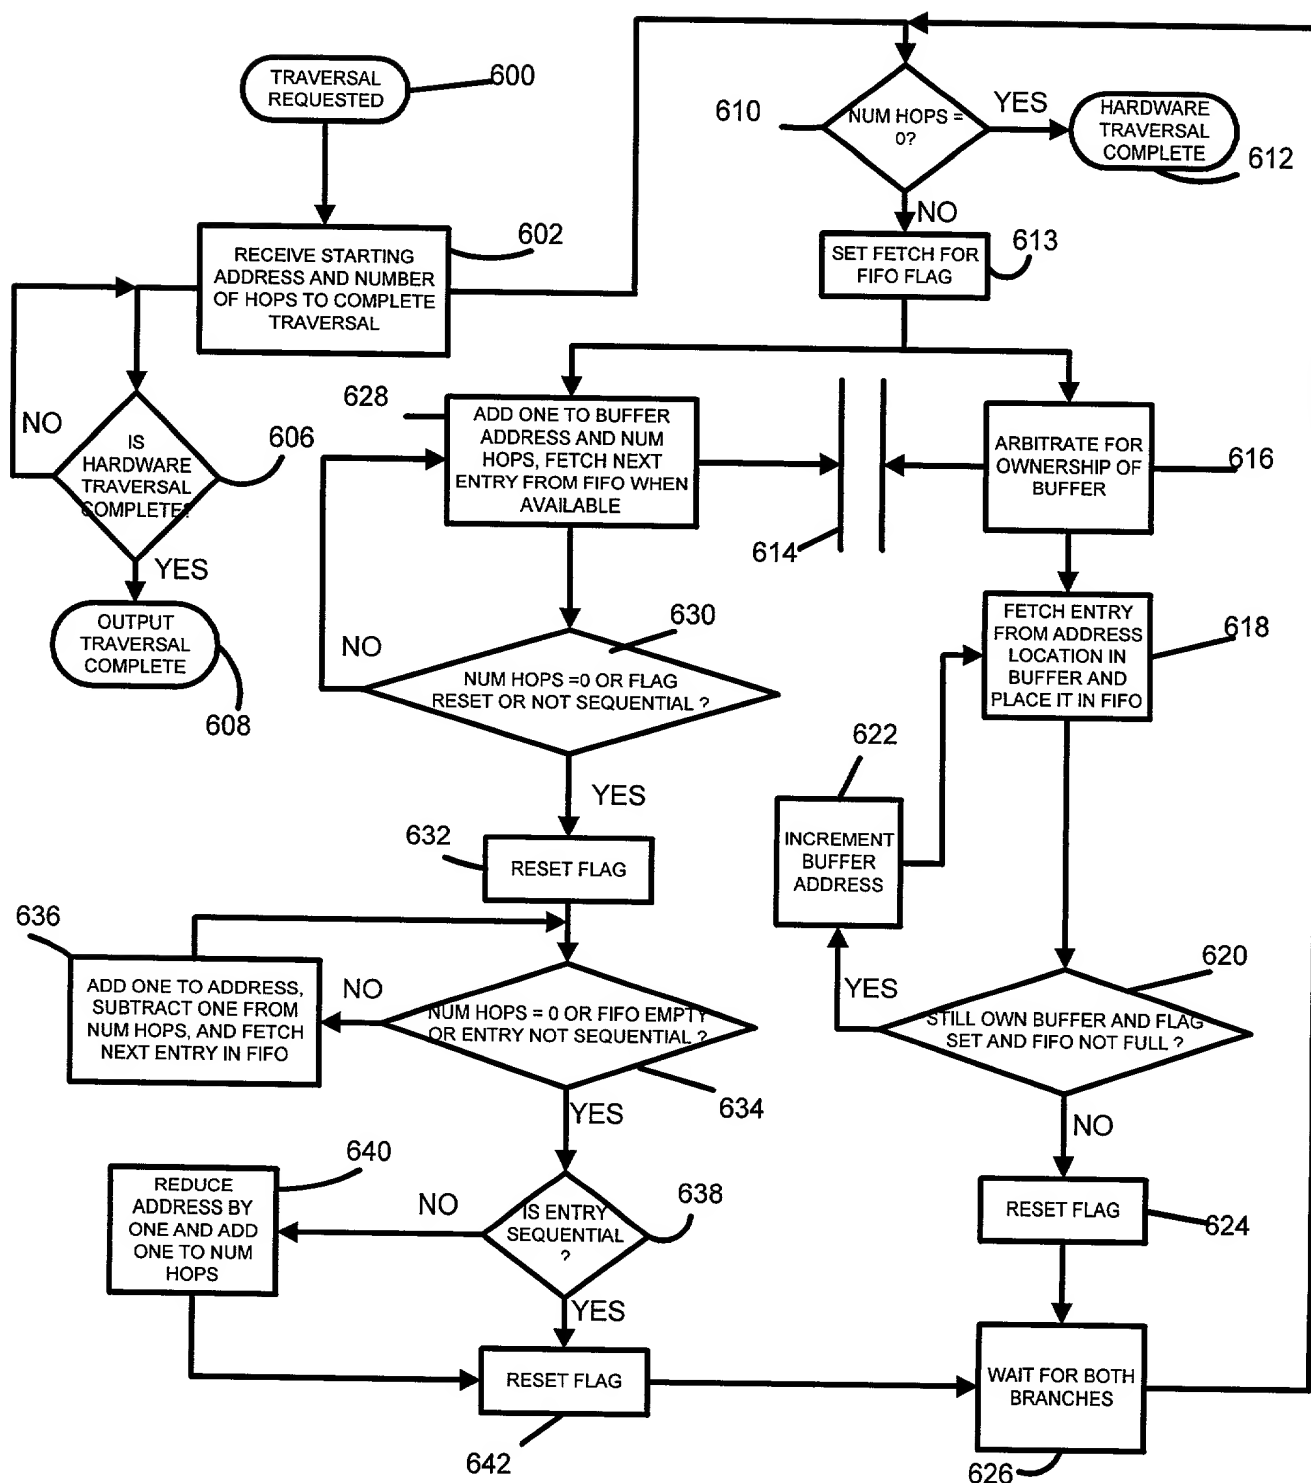 TRAVERSAL
REQUESTED
600
RECEIVE STARTING
ADDRESS AND NUMBER
OF HOPS TO COMPLETE
TRAVERSAL
602
NO
IS
HARDWARE
TRAVERSAL
COMPLETE?
606
YES
OUTPUT
TRAVERSAL
COMPLETE
608
610
NUM HOPS =
0?
YES
HARDWARE
TRAVERSAL
COMPLETE
612
NO
SET FETCH FOR
FIFO FLAG
613
628
ADD ONE TO BUFFER
ADDRESS AND NUM
HOPS, FETCH NEXT
ENTRY FROM FIFO WHEN
AVAILABLE
614
ARBITRATE FOR
OWNERSHIP OF
BUFFER
616
FETCH ENTRY
FROM ADDRESS
LOCATION IN
BUFFER AND
PLACE IT IN FIFO
618
630
NO
NUM HOPS =0 OR FLAG
RESET OR NOT SEQUENTIAL ?
YES
632
RESET FLAG
622
INCREMENT
BUFFER
ADDRESS
YES
620
STILL OWN BUFFER AND FLAG
SET AND FIFO NOT FULL ?
NO
636
ADD ONE TO ADDRESS,
SUBTRACT ONE FROM
NUM HOPS, AND FETCH
NEXT ENTRY IN FIFO
NO
NUM HOPS = 0 OR FIFO EMPTY
OR ENTRY NOT SEQUENTIAL ?
634
YES
640
REDUCE
ADDRESS BY
ONE AND ADD
ONE TO NUM
HOPS
NO
IS ENTRY
SEQUENTIAL
?
638
YES
RESET FLAG
642
RESET FLAG
624
WAIT FOR BOTH
BRANCHES
626